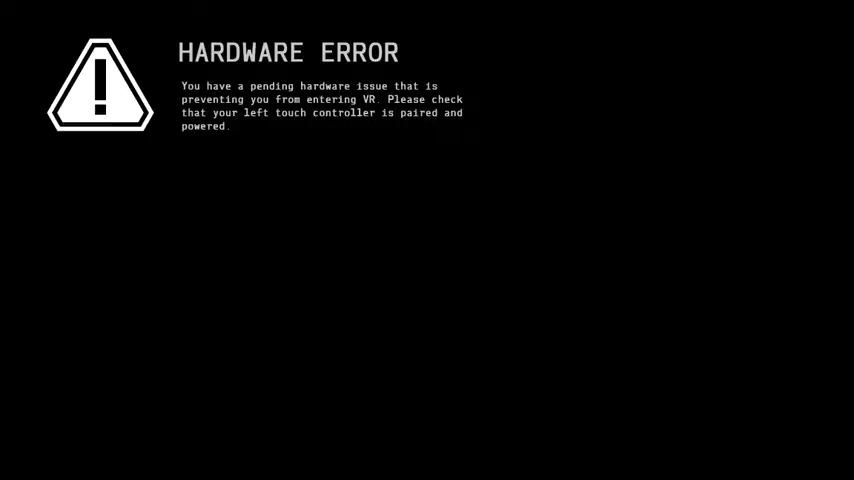 HARDWARE ERROR
You have a pending hardware issue that is
preventing you from entering VR. Please check
that your left touch controller is paired and
powered.